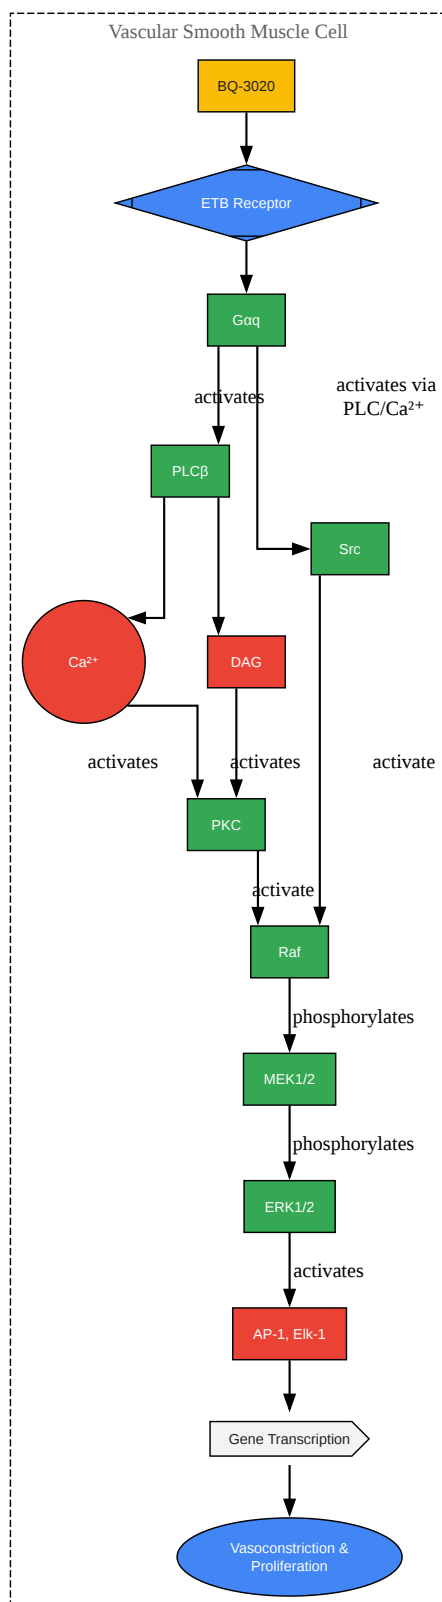 Vascular Smooth Muscle Cell
BQ-3020
ETB Receptor
Gαq
activates
activates via
PLC/Ca²⁺
PLCβ
Src
Ca²⁺
DAG
activates
activates
activate
PKC
activate
Raf
phosphorylates
MEK1/2
phosphorylates
ERK1/2
activates
AP-1, Elk-1
Gene Transcription
Vasoconstriction &
Proliferation